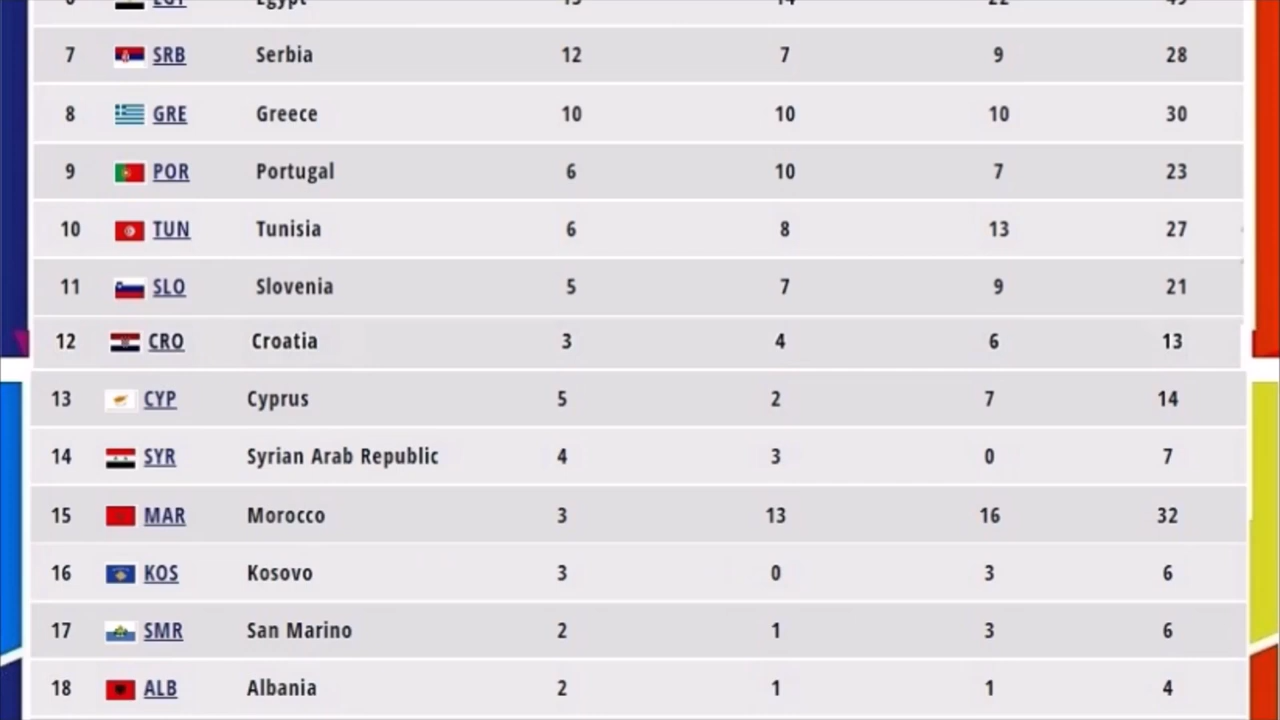 7 SRB Serbia 12 7 9 28
8 GRE Greece 10 10 10 30
9 POR Portugal 6 10 7 23
10 TUN Tunisia 6 8 13 27
11 SLO Slovenia 5 7 9 21
12 CRO Croatia 3 4 6 13
13 CYP Cyprus 5 2 7 14
14 SYR Syrian Arab Republic 4 3 0 7
15 MAR Morocco 3 13 16 32
16 KOS Kosovo 3 0 3 6
17 SMR San Marino 2 1 3 6
18 ALB Albania 2 1 1 4